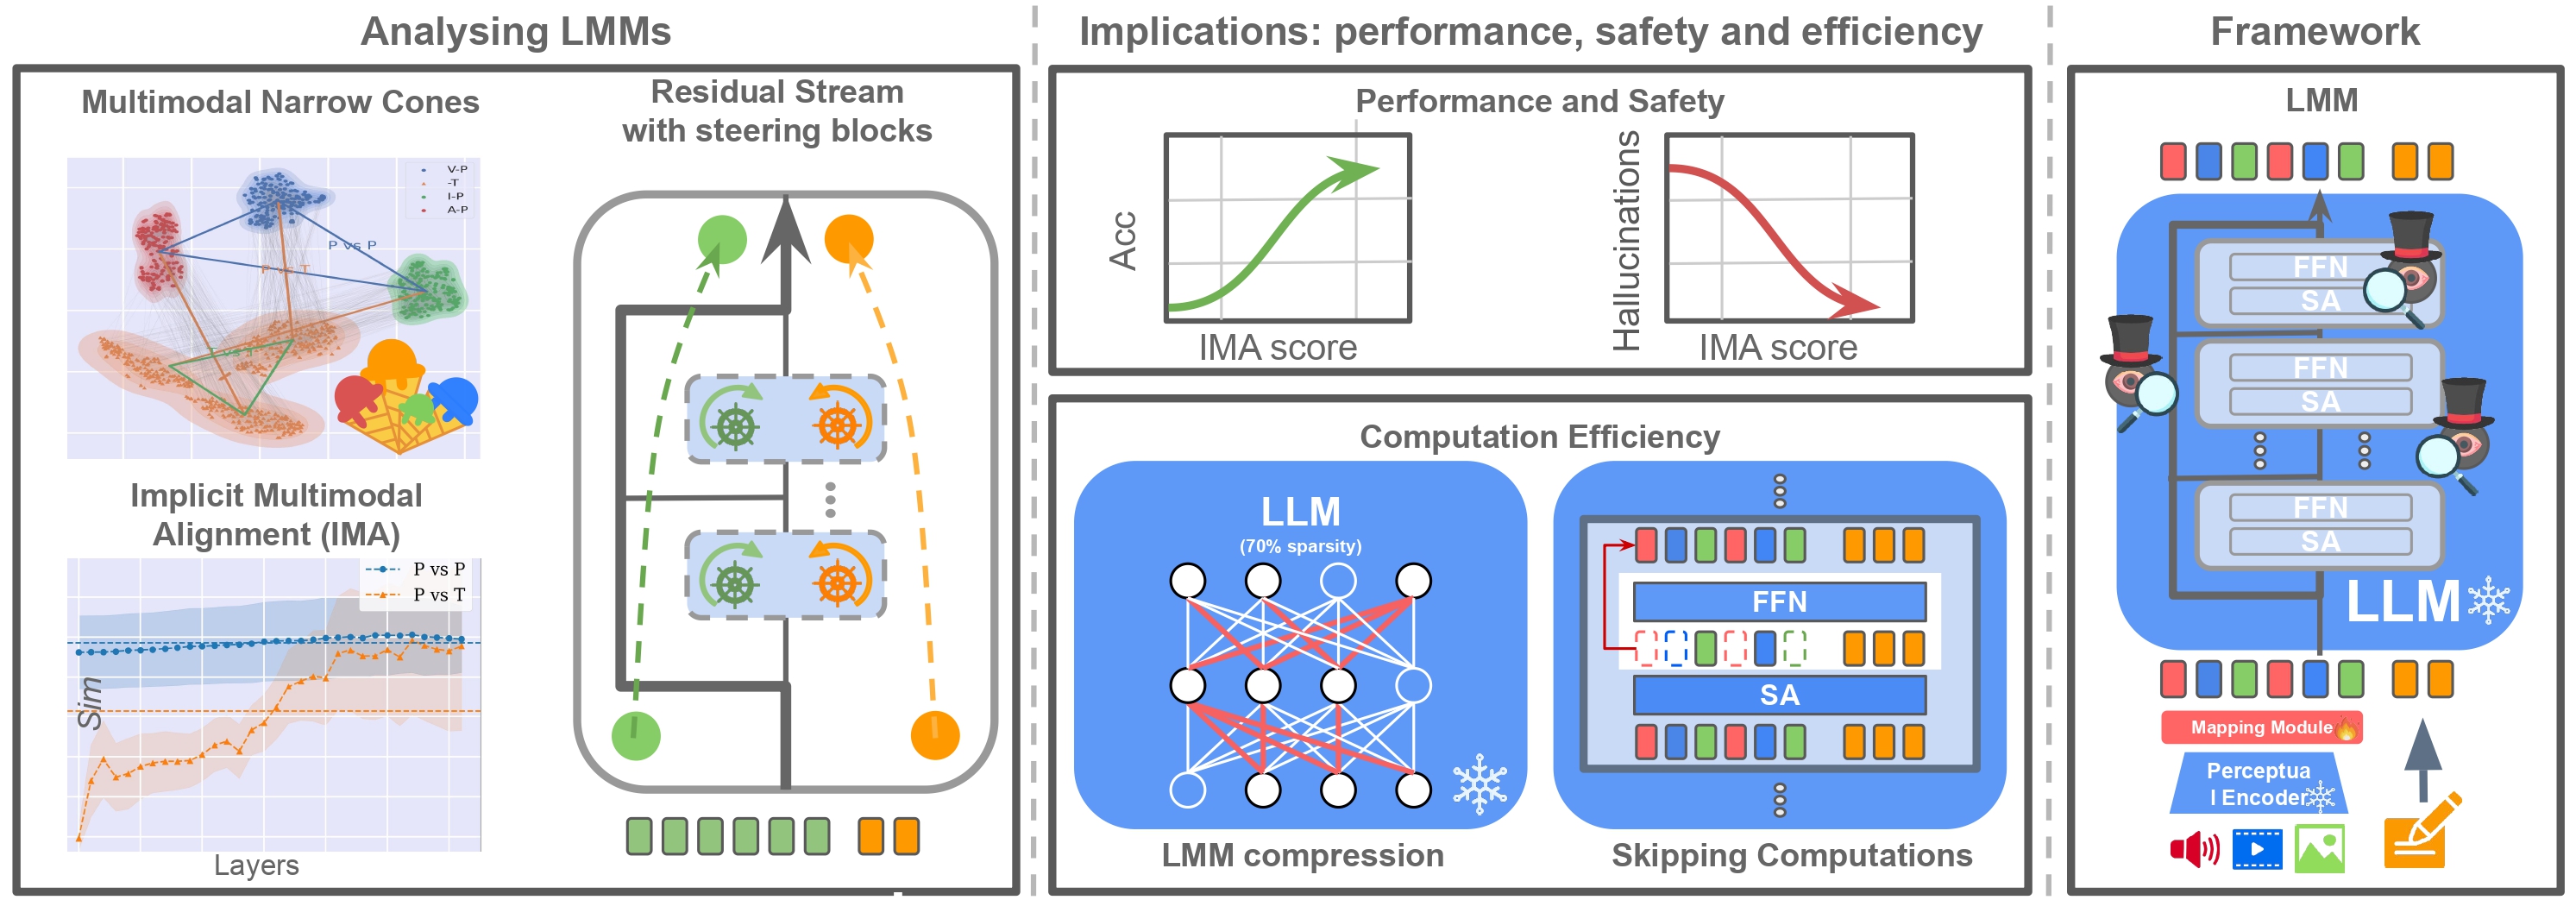 Analysing LMMs
Multimodal Narrow Cones
V-P
-T
I-P
A-P
P vs P
P vs T
T vs T
Implicit Multimodal
Alignment (IMA)
P vs P
P vs T
Sim
Layers
Residual Stream
with steering blocks
Implications: performance, safety and efficiency
Performance and Safety
Acc
IMA score
Hallucinations
IMA score
Computation Efficiency
LLM
(70% sparsity)
LMM compression
FFN
SA
Skipping Computations
Framework
LMM
FFN
SA
FFN
SA
FFN
SA
LLM
Mapping Module
Perceptua
l Encoder